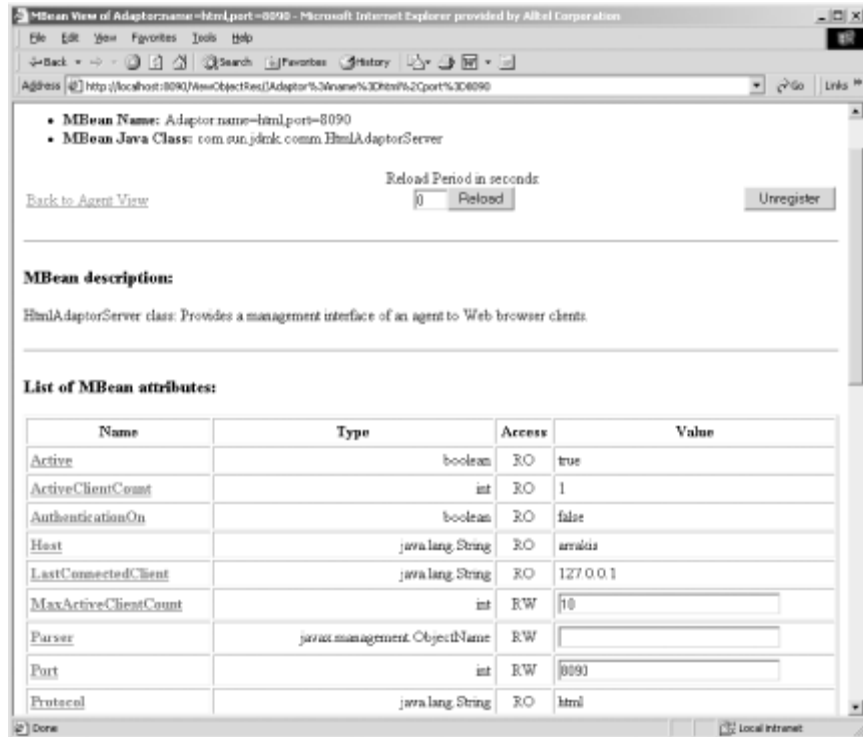 MBean View of Adaptor:name=html,port=8090 - Microsoft Internet Explorer provided by Alltel Corporation
File Edit View Favorites Tools Help
Back Search Favorites History
Address http://localhost:8090/ViewObjectRes//Adaptor%3Aname%3Dhtml%2Cport%3D8090 Go Links »
• MBean Name: Adaptor:name=html,port=8090
• MBean Java Class: com.sun.jdmk.comm.HtmlAdaptorServer
Reload Period in seconds:
Back to Agent View 0 Reload Unregister
MBean description:
HtmlAdaptorServer class: Provides a management interface of an agent to Web browser clients.
List of MBean attributes:
Name Type Access Value
Active boolean RO true
ActiveClientCount int RO 1
AuthenticationOn boolean RO false
Host java.lang.String RO arrakis
LastConnectedClient java.lang.String RO 127.0.0.1
MaxActiveClientCount int RW 10
Parser javax.management.ObjectName RW
Port int RW 8090
Protocol java.lang.String RO html
Done Local intranet